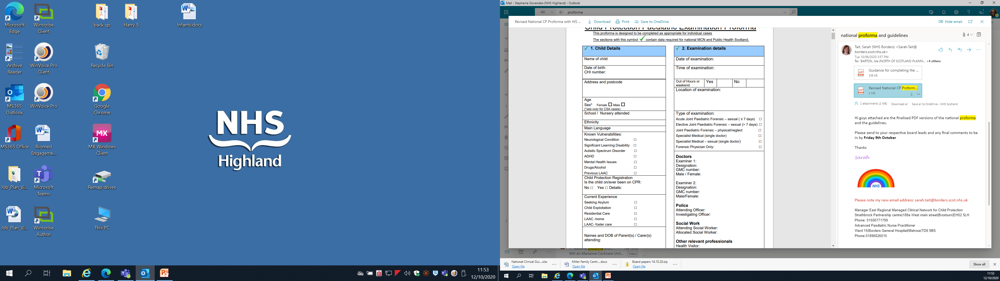 Microsoft Edge
Winscribe Client
back up
Harry S
Infants.docx
Archive Reader
WinVoice Pro Client
Recycle Bin
MS365 Outlook
WinVoice Pro
Google Chrome
MS365 Office
Riomed Engageme...
MX
MX Windows Client
Job_Plan_Vi...
Microsoft Teams
Remap drives
Job_Plan_Vi...
Winscribe Author
This PC
NHS
Highland
11:53
12/10/2020
Mail - Stephanie Govenden (NHS Highland) - Outlook
All
proforma
Revised National CP Proforma with HIS ...
Download
Print
Save to OneDrive
Hide email
Child Protection Paediatric Examination Proforma
This proforma is designed to be completed as appropriate for individual cases
The sections with this symbol ✓ contain data required for national MCN and Public Health Scotland.
✓ 1. Child Details
Name of child
Date of birth:
CHI number:
Address and postcode
Age
Sex* Female ☐ Male ☐
(*see over for CSA cases)
School / Nursery attended
Ethnicity
Main Language
Known Vulnerabilities:
Neurological Condition ☐
Significant Learning Disability ☐
Autistic Spectrum Disorder ☐
ADHD ☐
Mental Health Issues ☐
Drugs/Alcohol ☐
Previous LAAC ☐
Child Protection Registration
Is the child on/ever been on CPR:
No ☐ Yes ☐ Details:
Current Experience
Seeking Asylum ☐
Child Exploitation ☐
Residential Care ☐
LAAC -home ☐
LAAC- foster care ☐
Names and DOB of Parent(s) / Carer(s)
attending:
✓ 2. Examination details
Date of examination:
Time of examination:
Out of Hours or weekend Yes No
Location of examination:
Type of examination:
Acute Joint Paediatric Forensic – sexual ( ≤ 7 days) ☐
Elective Joint Paediatric Forensic – sexual (> 7 days) ☐
Joint Paediatric Forensic – physical/neglect ☐
Specialist Medical (single doctor) ☐
Specialist Medical – sexual (single doctor) ☐
Forensic Physician Only: ☐
Doctors
Examiner 1:
Designation:
GMC number:
Male / Female:
Examiner 2:
Designation:
GMC number:
Male/Female:
Police
Attending Officer:
Investigating Officer:
Social Work
Attending Social Worker:
Allocated Social Worker:
Other relevant professionals
Health Visitor:
national proforma and guidelines
4
Tait, Sarah (NHS Borders) <Sarah.Tait@
borders.scot.nhs.uk>
Tue 10/06/2020 3:57 PM
To: BARTON, Isla (NORTH OF SCOTLAND PLANNI... +4 others
pdf
Guidance for completing the ...
338 KB
pdf
Revised National CP Proform...
2 MB
2 attachments (2 MB) Download all Save all to OneDrive - NHS Scotland
Hi guys attached are the finalised PDF versions of the national proforma
and the guidelines.
Please send to your respective board leads and any final comments to be
in by Friday 9th October
Thanks
Sarah
NHS
Please note my new email address: sarah.tait@borders.scot.nhs.uk
Manager East Regional Managed Clinical Network for Child Protection
Strathbrock Partnership centre|189a West main street|Broxburn|EH52 5LH
Phone: 01506771799
Advanced Paediatric Nurse Practitioner
Ward 15|Borders General Hospital|Melrose|TD6 9BS
Phone:01896826015
Will do Marianne Cochrane Unit...
Inbox
National Clinical Gui....xlsx
Open file
Miller Family Centr....docx
Open file
Board papers 14.10.20.zip
Open file
Show all
11:53
12/10/2020